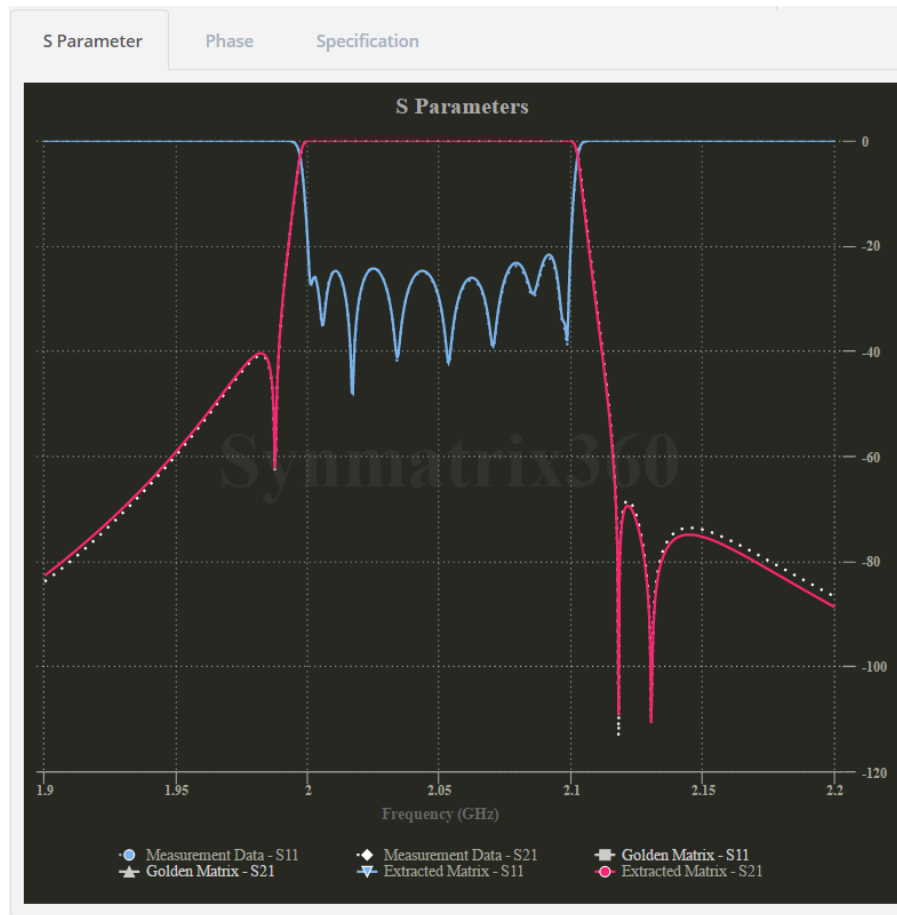 S Parameter Phase Specification
S Parameters
0
-20
-40
-60
-80
-100
-120
Synmatrix360
1.9 1.95 2 2.05 2.1 2.15 2.2
Frequency (GHz)
Measurement Data - S11 Measurement Data - S21 Golden Matrix - S11
Golden Matrix - S21 Extracted Matrix - S11 Extracted Matrix - S21